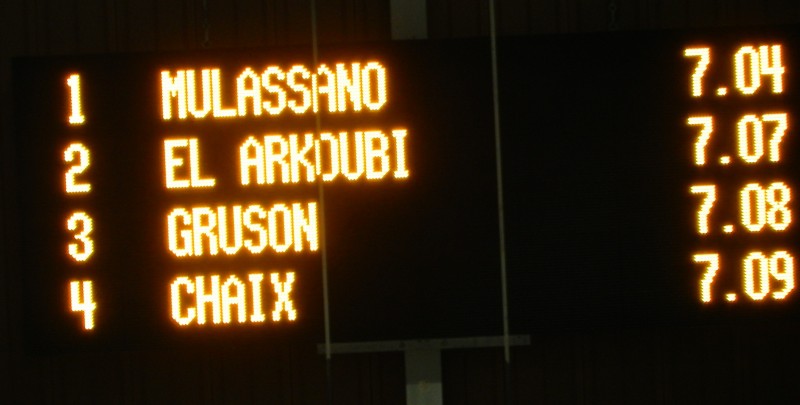 1 MULASSANO 7.04
2 EL ARKOUBI 7.07
3 GRUSON 7.08
4 CHAIX 7.09